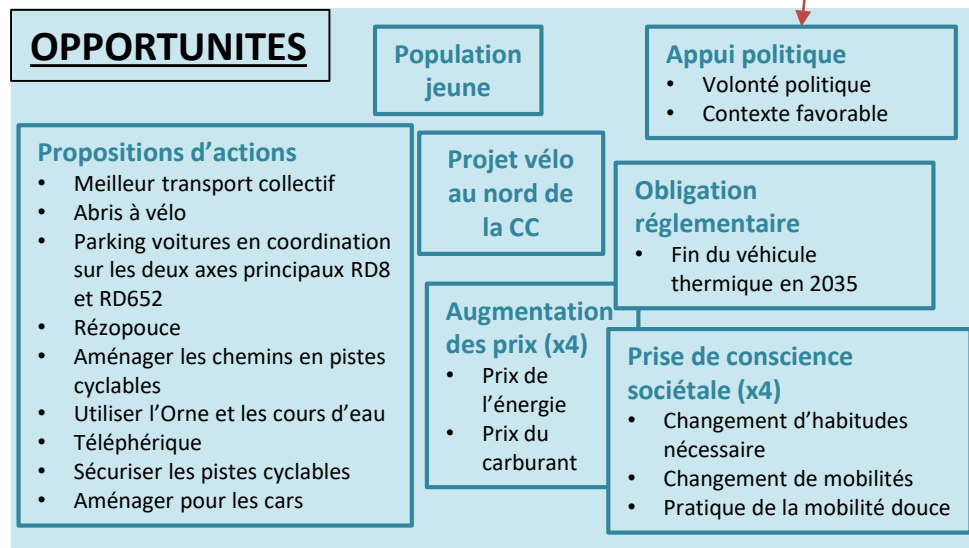 OPPORTUNITES
Population
jeune
Appui politique
• Volonté politique
• Contexte favorable
Propositions d'actions
• Meilleur transport collectif
• Abris à vélo
• Parking voitures en coordination
sur les deux axes principaux RD8
et RD652
• Rézopouce
• Aménager les chemins en pistes
cyclables
• Utiliser l'Orne et les cours d'eau
• Téléphérique
• Sécuriser les pistes cyclables
• Aménager pour les cars
Projet vélo
au nord de
la CC
Obligation
réglementaire
• Fin du véhicule
thermique en 2035
Augmentation
des prix (x4)
• Prix de
l'énergie
• Prix du
carburant
Prise de conscience
sociétale (x4)
• Changement d'habitudes
nécessaire
• Changement de mobilités
• Pratique de la mobilité douce